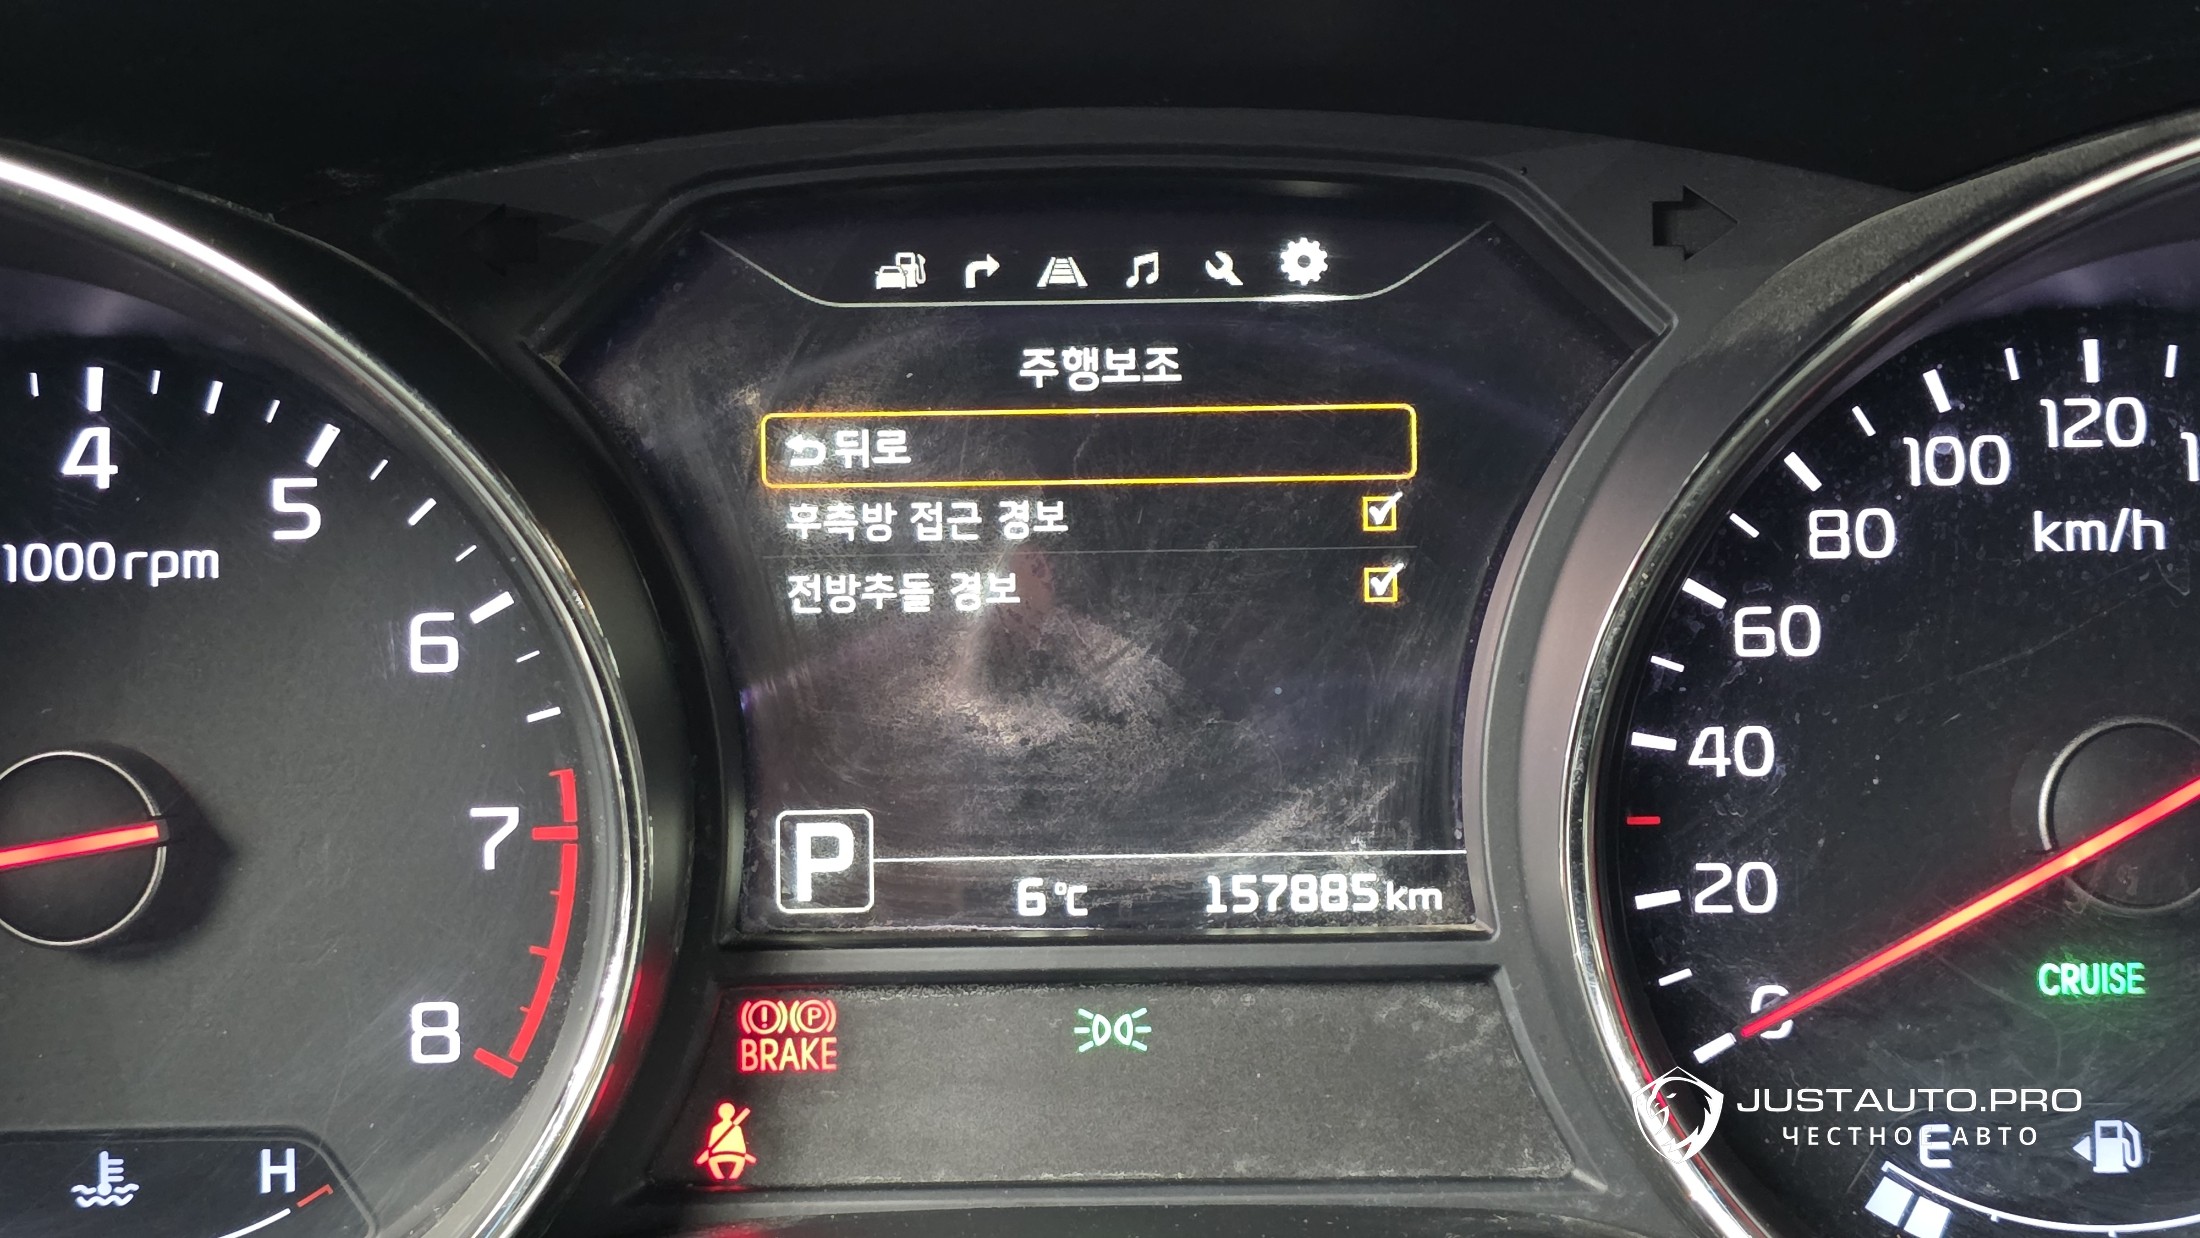 주행보조
뒤로
후측방 접근 경보
전방추돌 경보
P
6℃ 157885km
4
5
1000rpm
6
7
8
H
120
100
80
km/h
60
40
20
0
CRUISE
BRAKE
E
JUSTAUTO.PRO
ЧЕСТНОЕ АВТО